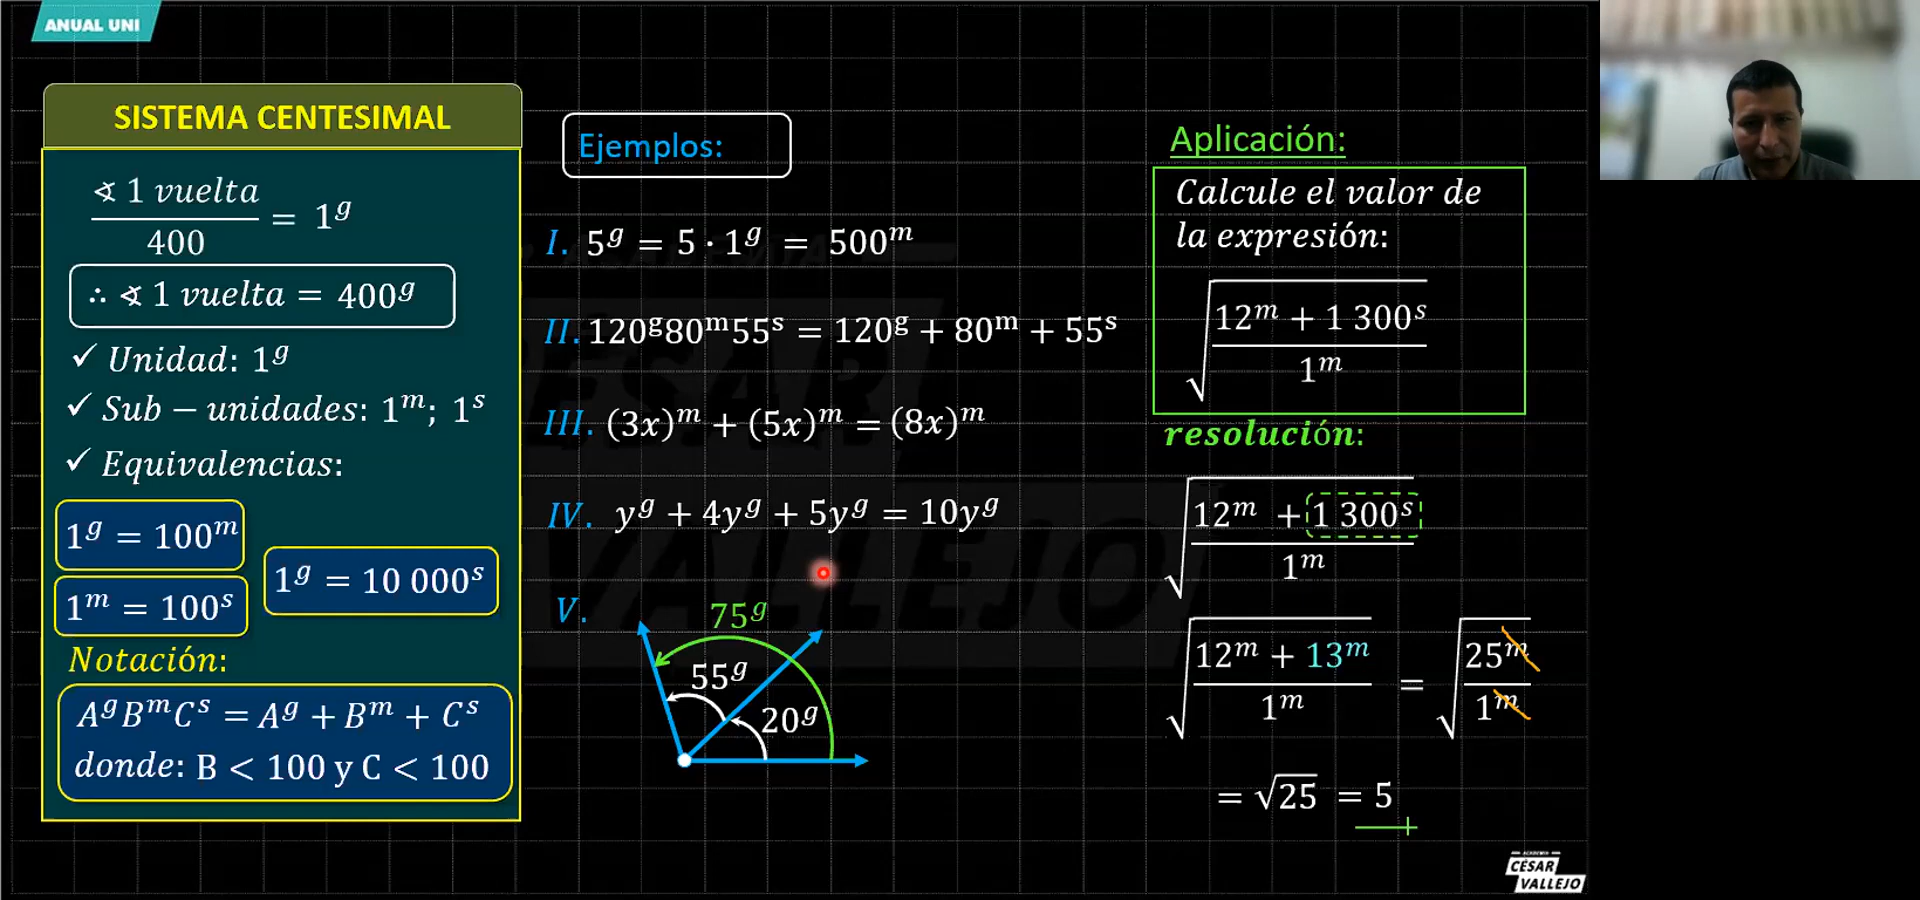 ANUAL UNI
SISTEMA CENTESIMAL
∢ 1 vuelta / 400 = 1^g
∴ ∢ 1 vuelta = 400^g
✓ Unidad: 1^g
✓ Sub − unidades: 1^m; 1^s
✓ Equivalencias:
1^g = 100^m
1^m = 100^s
1^g = 10 000^s
Notación:
A^g B^m C^s = A^g + B^m + C^s
donde: B < 100 y C < 100
Ejemplos:
I. 5^g = 5 · 1^g = 500^m
II. 120^g 80^m 55^s = 120^g + 80^m + 55^s
III. (3x)^m + (5x)^m = (8x)^m
IV. y^g + 4y^g + 5y^g = 10y^g
V.
75^g
55^g
20^g
Aplicación:
Calcule el valor de
la expresión:
√((12^m + 1 300^s) / 1^m)
resolución:
√((12^m + 1 300^s) / 1^m)
√((12^m + 13^m) / 1^m) = √(25^m / 1^m)
= √25 = 5
ACADEMIA
CÉSAR
VALLEJO